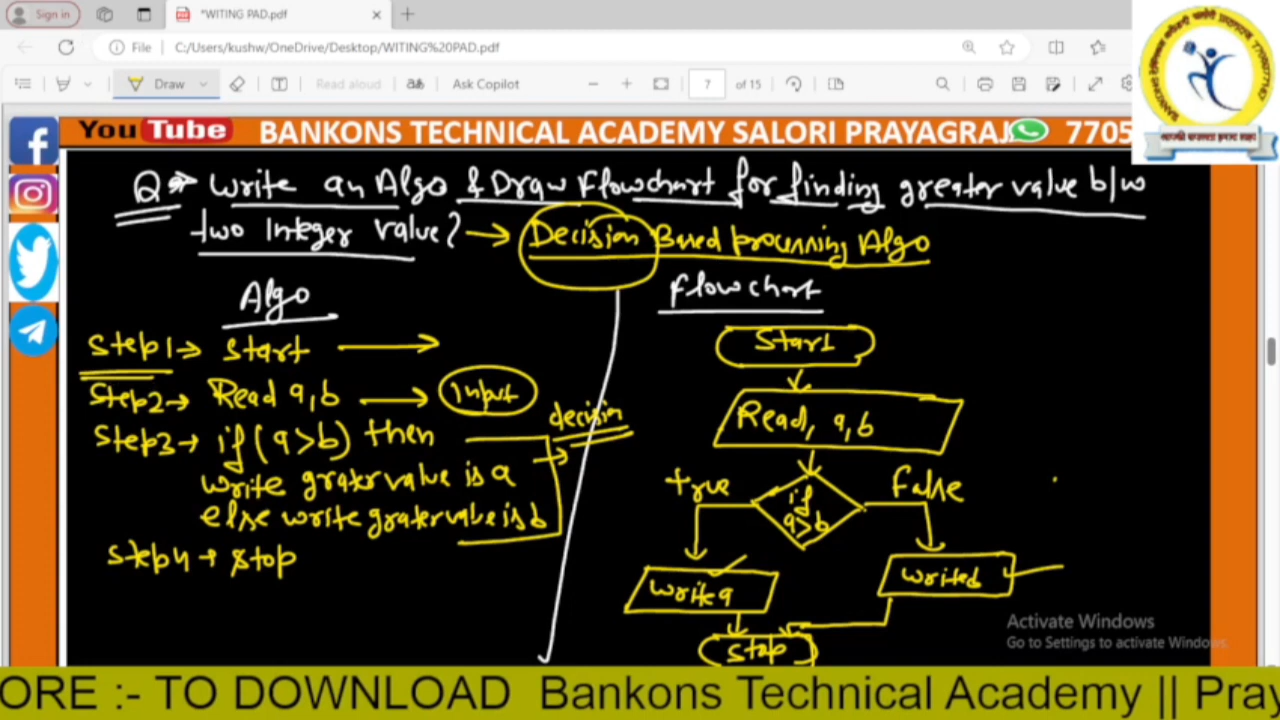 Sign in
*WITING PAD.pdf
File C:/Users/kushw/OneDrive/Desktop/WITING%20PAD.pdf
Draw Read aloud Ask Copilot 7 of 15
YouTube BANKONS TECHNICAL ACADEMY SALORI PRAYAGRAJ 7705
Q → Write an Algo & Draw Flowchart for finding greater value b/w
two Integer value? → Decision Based processing Algo
Algo
Step1 → Start →
Step2 → Read a,b → Input
Step3 → if (a>b) then decision
write grater value is a
else write grater value is b
Step4 → Stop
Flowchart
Start
Read, a,b
true if a>b false
write a
write b
Stop
Activate Windows
Go to Settings to activate Windows.
ORE :- TO DOWNLOAD Bankons Technical Academy || Pray